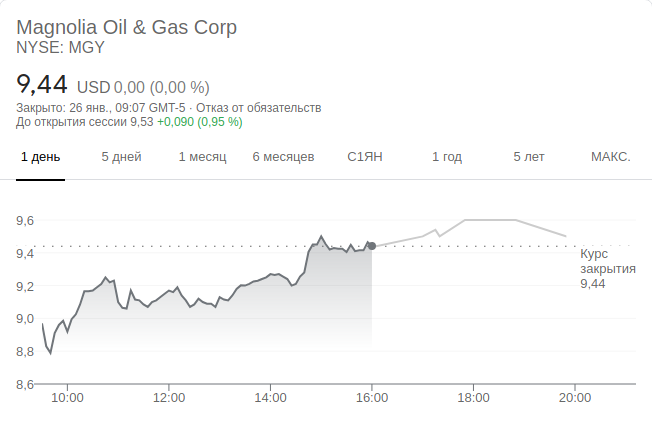 Magnolia Oil & Gas Corp
NYSE: MGY
9,44 USD 0,00 (0,00 %)
Закрыто: 26 янв., 09:07 GMT-5 · Отказ от обязательств
До открытия сессии 9,53 +0,090 (0,95 %)
1 день 5 дней 1 месяц 6 месяцев С1ЯН 1 год 5 лет МАКС.
9,6
9,4
9,2
9,0
8,8
8,6
Курс
закрытия
9,44
10:00 12:00 14:00 16:00 18:00 20:00